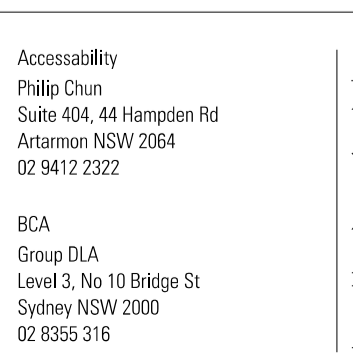 Accessability
Philip Chun
Suite 404, 44 Hampden Rd
Artarmon NSW 2064
02 9412 2322
BCA
Group DLA
Level 3, No 10 Bridge St
Sydney NSW 2000
02 8355 316